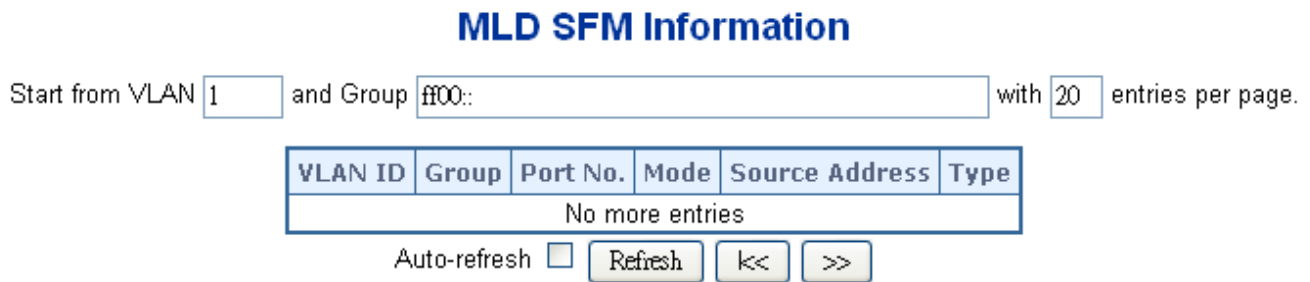 MLD SFM Information
Start from VLAN 1 and Group ff00:: with 20 entries per page.
VLAN ID Group Port No. Mode Source Address Type
No more entries
Auto-refresh Refresh |<< >>